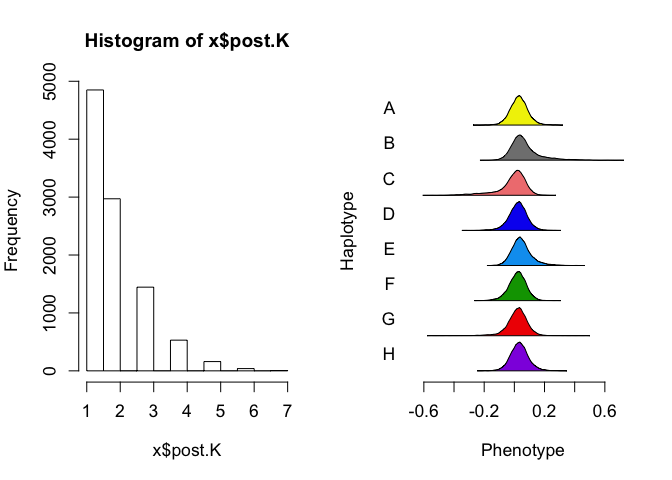 Histogram of x$post.K
Frequency
0
1000
2000
3000
4000
5000
1 2 3 4 5 6 7
x$post.K
Haplotype
A
B
C
D
E
F
G
H
-0.6 -0.2 0.2 0.6
Phenotype